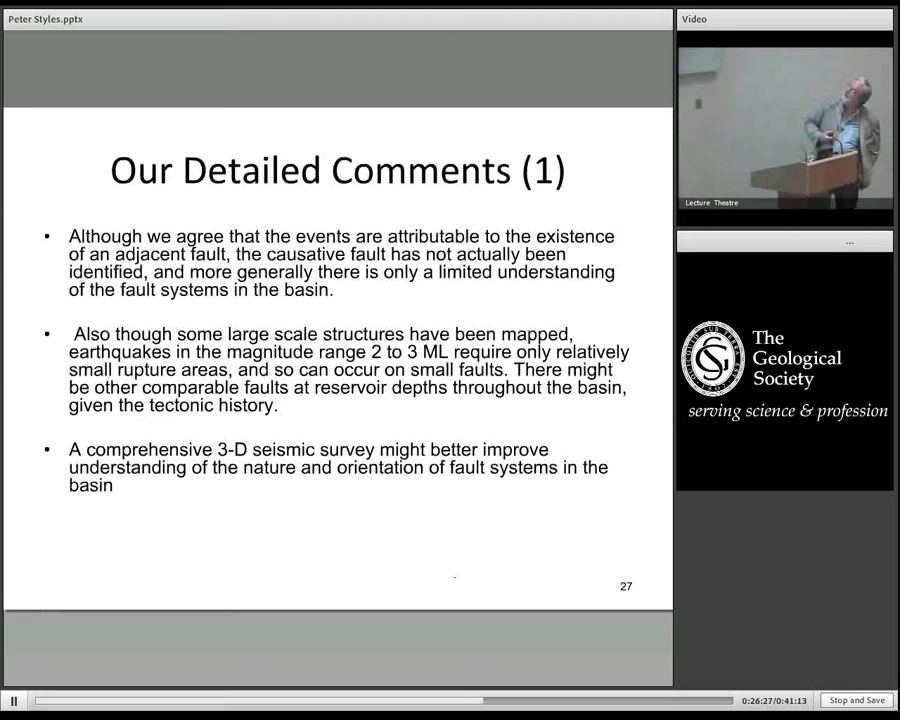 Peter Styles.pptx
Our Detailed Comments (1)
• Although we agree that the events are attributable to the existence
of an adjacent fault, the causative fault has not actually been
identified, and more generally there is only a limited understanding
of the fault systems in the basin.
• Also though some large scale structures have been mapped,
earthquakes in the magnitude range 2 to 3 ML require only relatively
small rupture areas, and so can occur on small faults. There might
be other comparable faults at reservoir depths throughout the basin,
given the tectonic history.
• A comprehensive 3-D seismic survey might better improve
understanding of the nature and orientation of fault systems in the
basin
-
27
Video
Lecture Theatre
...
The
Geological
Society
serving science & profession
0:26:27/0:41:13
Stop and Save